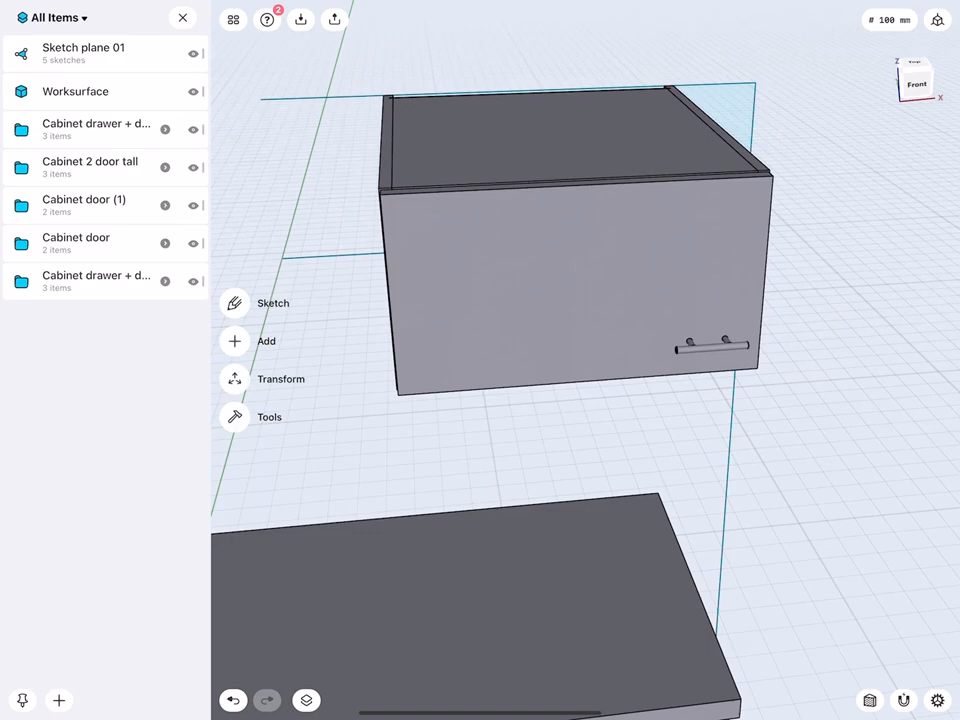 All Items
2
# 100 mm
Sketch plane 01
5 sketches
Worksurface
Cabinet drawer + d...
3 items
Cabinet 2 door tall
3 items
Cabinet door (1)
2 items
Cabinet door
2 items
Cabinet drawer + d...
3 items
Sketch
Add
Transform
Tools
Top
Z
Front
X